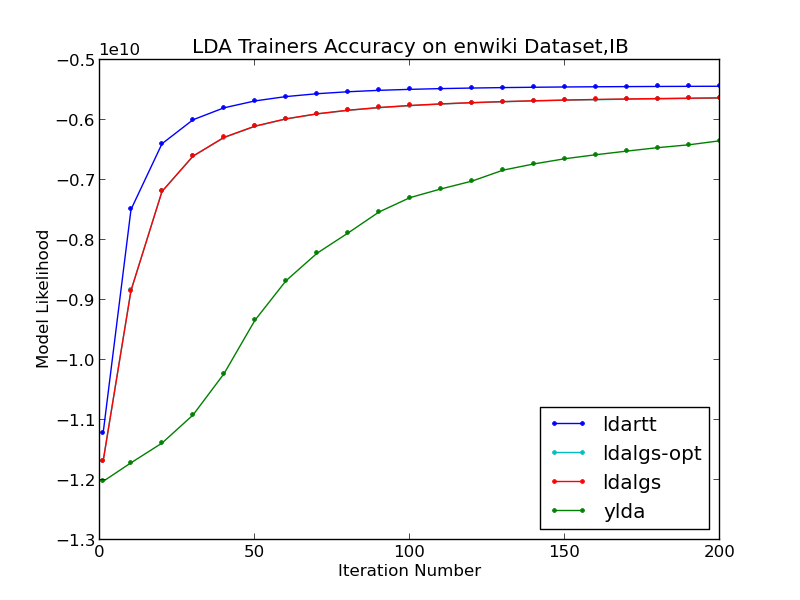 LDA Trainers Accuracy on enwiki Dataset,IB
1e10
−0.5
−0.6
−0.7
−0.8
−0.9
−1.0
−1.1
−1.2
−1.3
Model Likelihood
0 50 100 150 200
Iteration Number
ldartt
ldalgs-opt
ldalgs
ylda